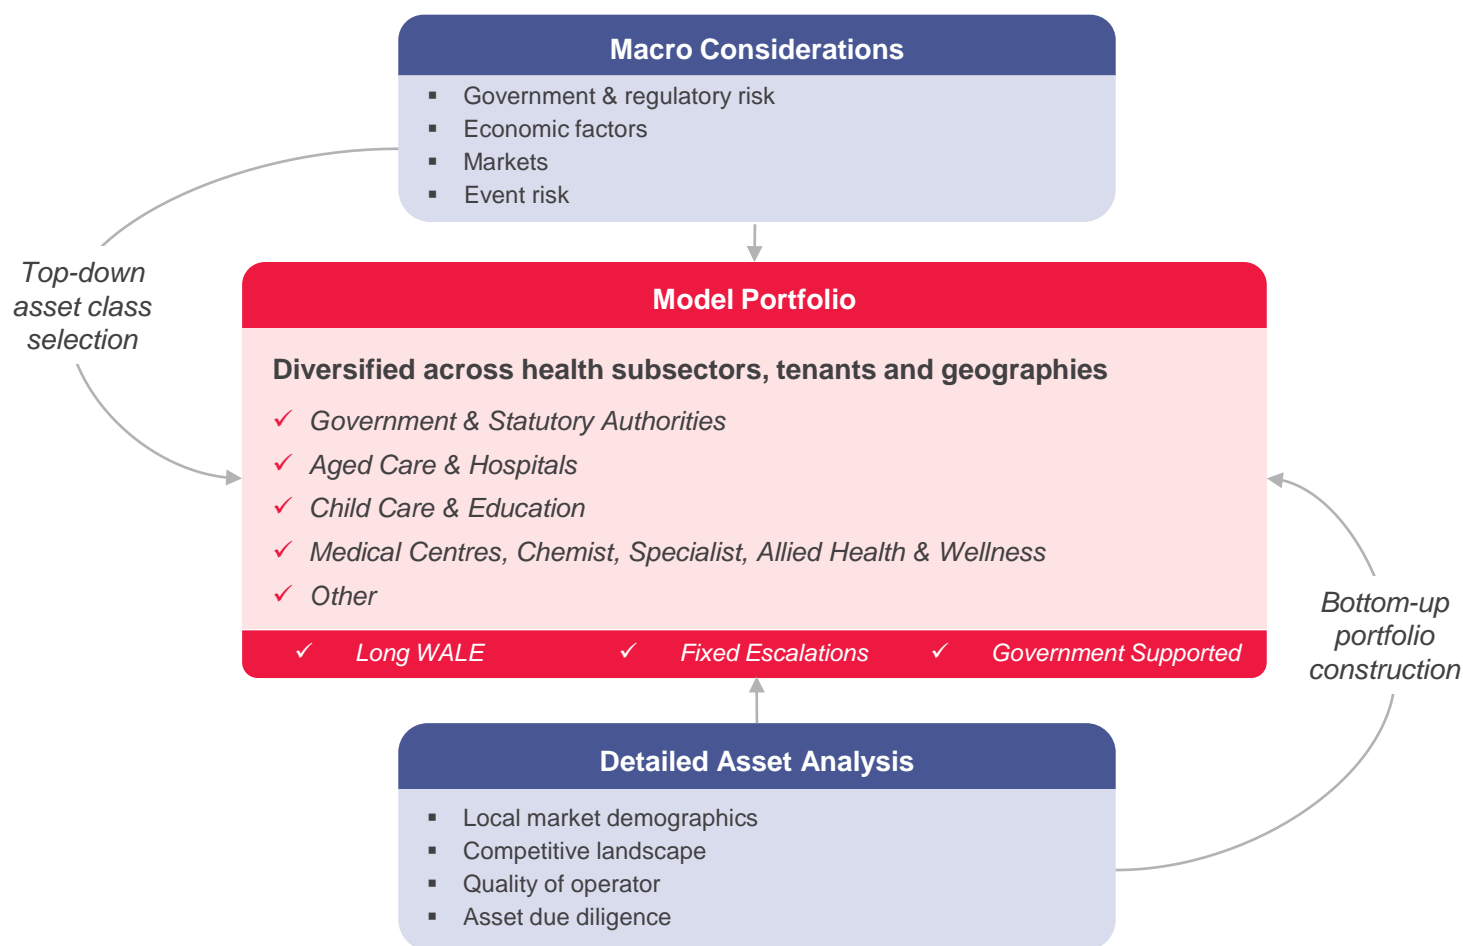 Macro Considerations
▪ Government & regulatory risk
▪ Economic factors
▪ Markets
▪ Event risk
Top-down
asset class
selection
Model Portfolio
Diversified across health subsectors, tenants and geographies
✓ Government & Statutory Authorities
✓ Aged Care & Hospitals
✓ Child Care & Education
✓ Medical Centres, Chemist, Specialist, Allied Health & Wellness
✓ Other
✓ Long WALE ✓ Fixed Escalations ✓ Government Supported
Bottom-up
portfolio
construction
Detailed Asset Analysis
▪ Local market demographics
▪ Competitive landscape
▪ Quality of operator
▪ Asset due diligence